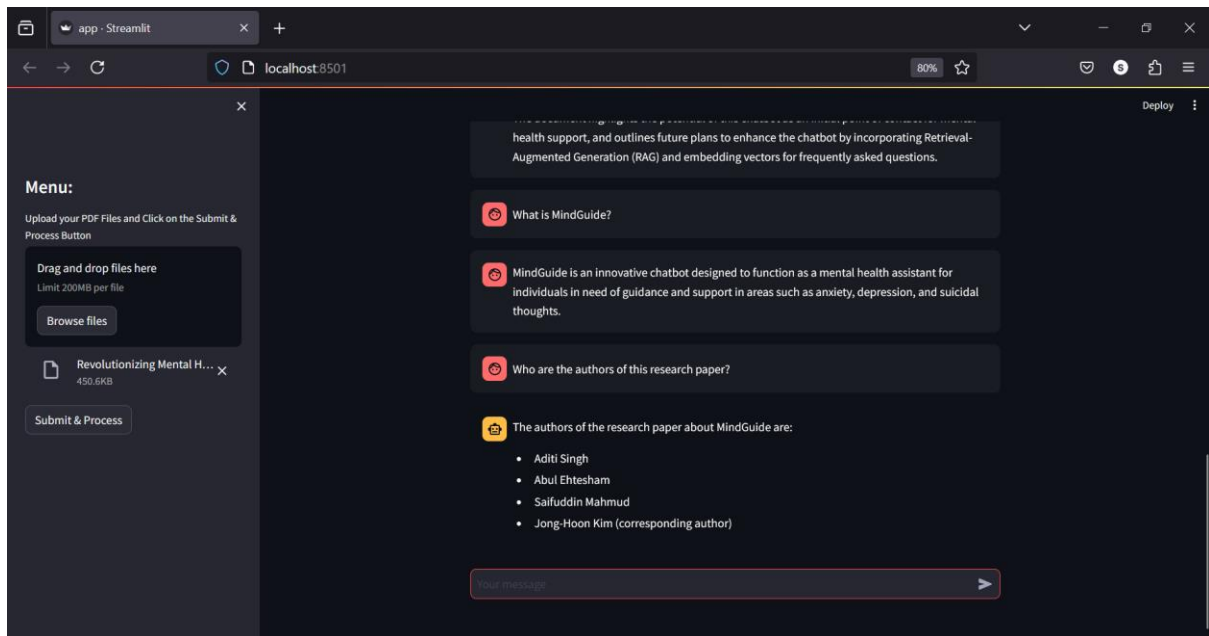 app · Streamlit
localhost:8501
80%
S
Deploy
Menu:
Upload your PDF Files and Click on the Submit &
Process Button
Drag and drop files here
Limit 200MB per file
Browse files
Revolutionizing Mental H...
450.6KB
Submit & Process
health support, and outlines future plans to enhance the chatbot by incorporating Retrieval-
Augmented Generation (RAG) and embedding vectors for frequently asked questions.
What is MindGuide?
MindGuide is an innovative chatbot designed to function as a mental health assistant for
individuals in need of guidance and support in areas such as anxiety, depression, and suicidal
thoughts.
Who are the authors of this research paper?
The authors of the research paper about MindGuide are:
• Aditi Singh
• Abul Ehtesham
• Saifuddin Mahmud
• Jong-Hoon Kim (corresponding author)
Your message